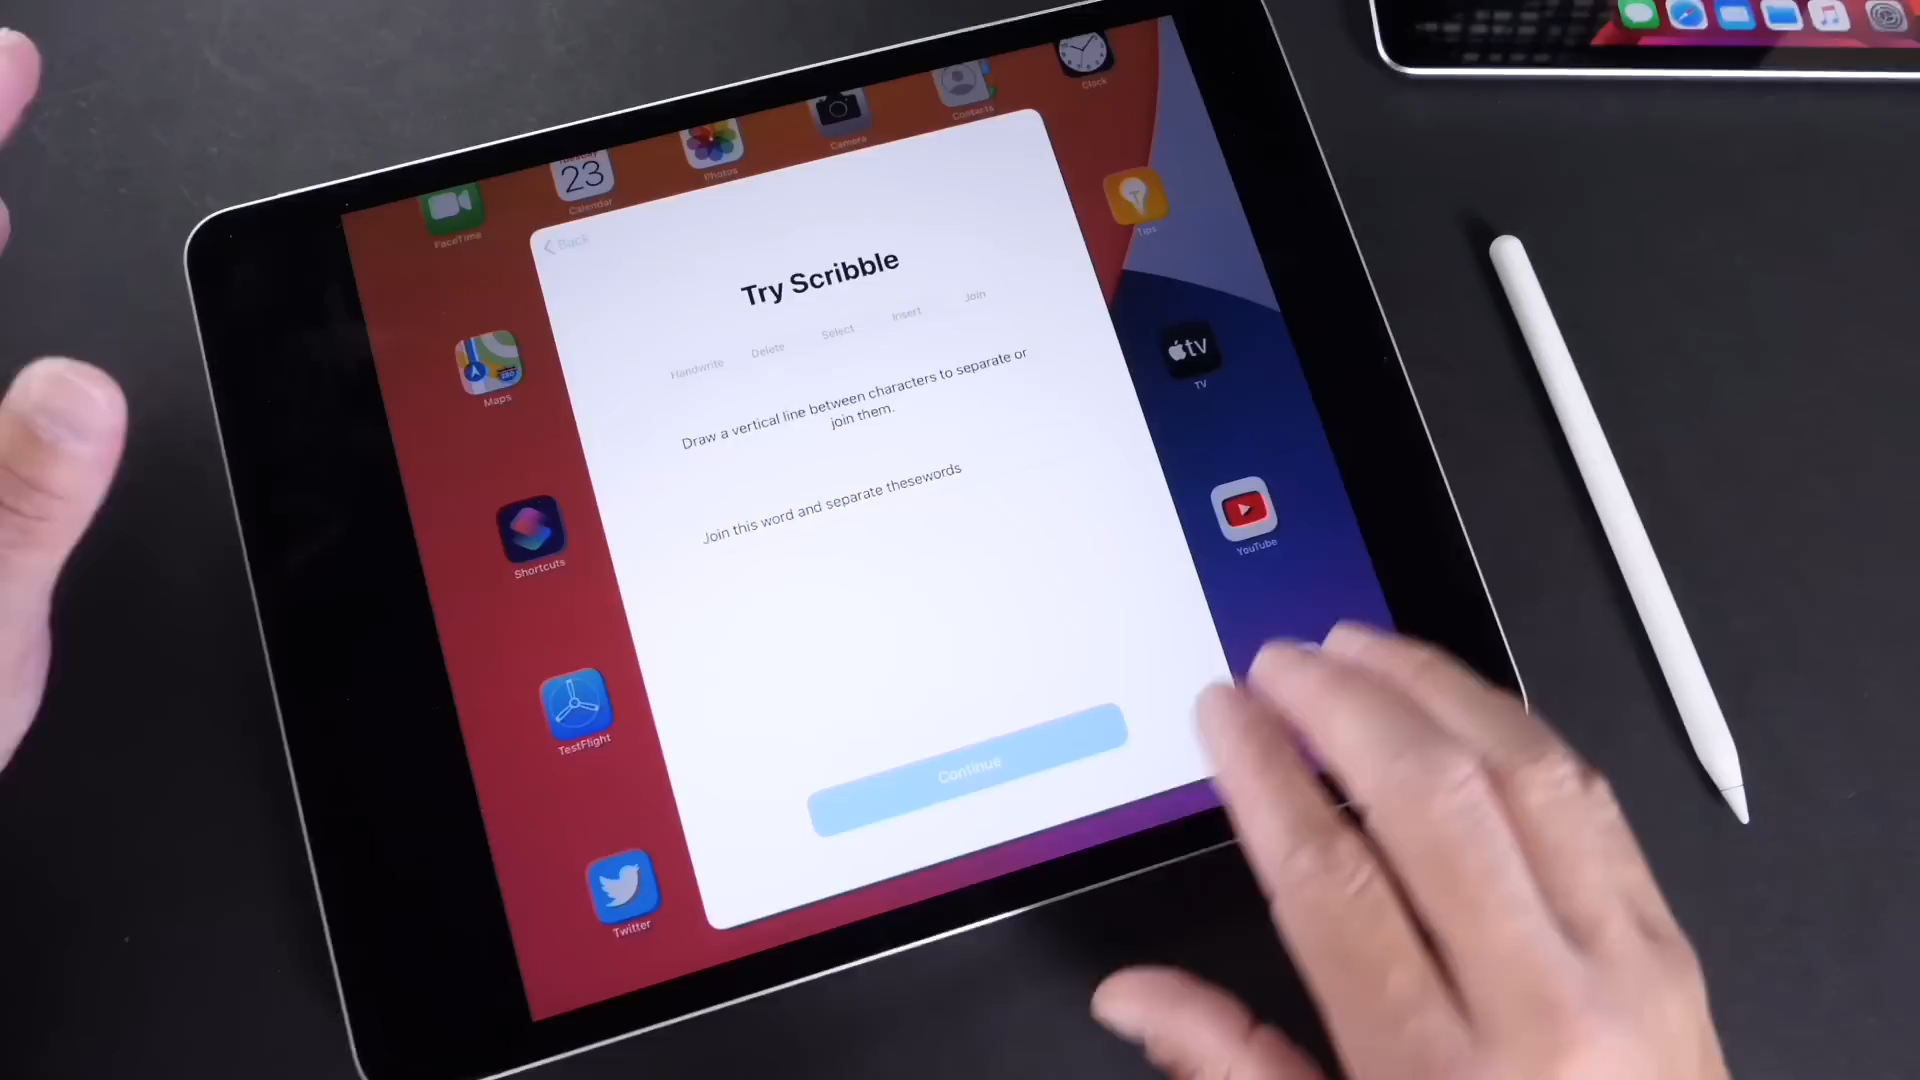 Clock
Contacts
Camera
Photos
Tuesday
23
Calendar
FaceTime
Tips
Back
Try Scribble
Handwrite Delete Select Insert Join
Draw a vertical line between characters to separate or
join them.
Join this word and separate thesewords
Continue
Maps
280
tv
TV
YouTube
Shortcuts
TestFlight
Twitter